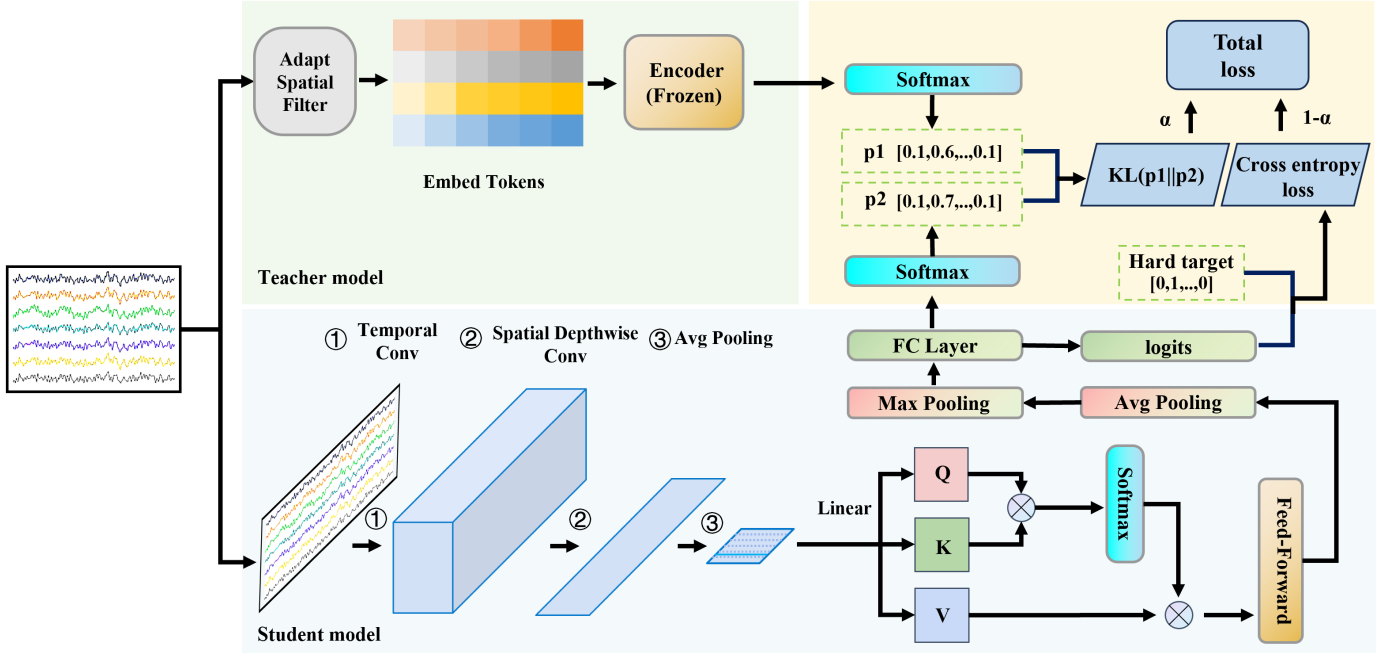 Adapt
Spatial
Filter
Embed Tokens
Encoder
(Frozen)
Teacher model
Softmax
p1 [0.1,0.6,..,0.1]
p2 [0.1,0.7,..,0.1]
Softmax
Total
loss
α
1-α
KL(p1||p2)
Cross entropy
loss
Hard target
[0,1,..,0]
① Temporal
Conv
② Spatial Depthwise
Conv
③ Avg Pooling
FC Layer
logits
Max Pooling
Avg Pooling
①
②
③
Linear
Q
K
V
Softmax
Feed-Forward
Student model